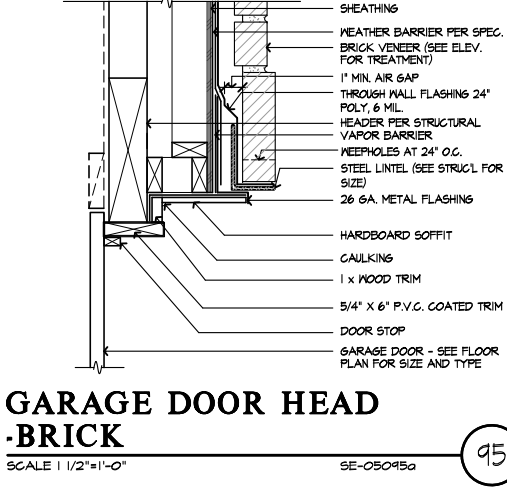 SHEATHING
WEATHER BARRIER PER SPEC.
BRICK VENEER (SEE ELEV.
FOR TREATMENT)
1" MIN. AIR GAP
THROUGH WALL FLASHING 24"
POLY, 6 MIL.
HEADER PER STRUCTURAL
VAPOR BARRIER
WEEPHOLES AT 24" O.C.
STEEL LINTEL (SEE STRUC'L FOR
SIZE)
26 GA. METAL FLASHING
HARDBOARD SOFFIT
CAULKING
1 x WOOD TRIM
5/4" X 6" P.V.C. COATED TRIM
DOOR STOP
GARAGE DOOR - SEE FLOOR
PLAN FOR SIZE AND TYPE
GARAGE DOOR HEAD
-BRICK
SCALE 1 1/2"=1'-0" SE-05095a
95